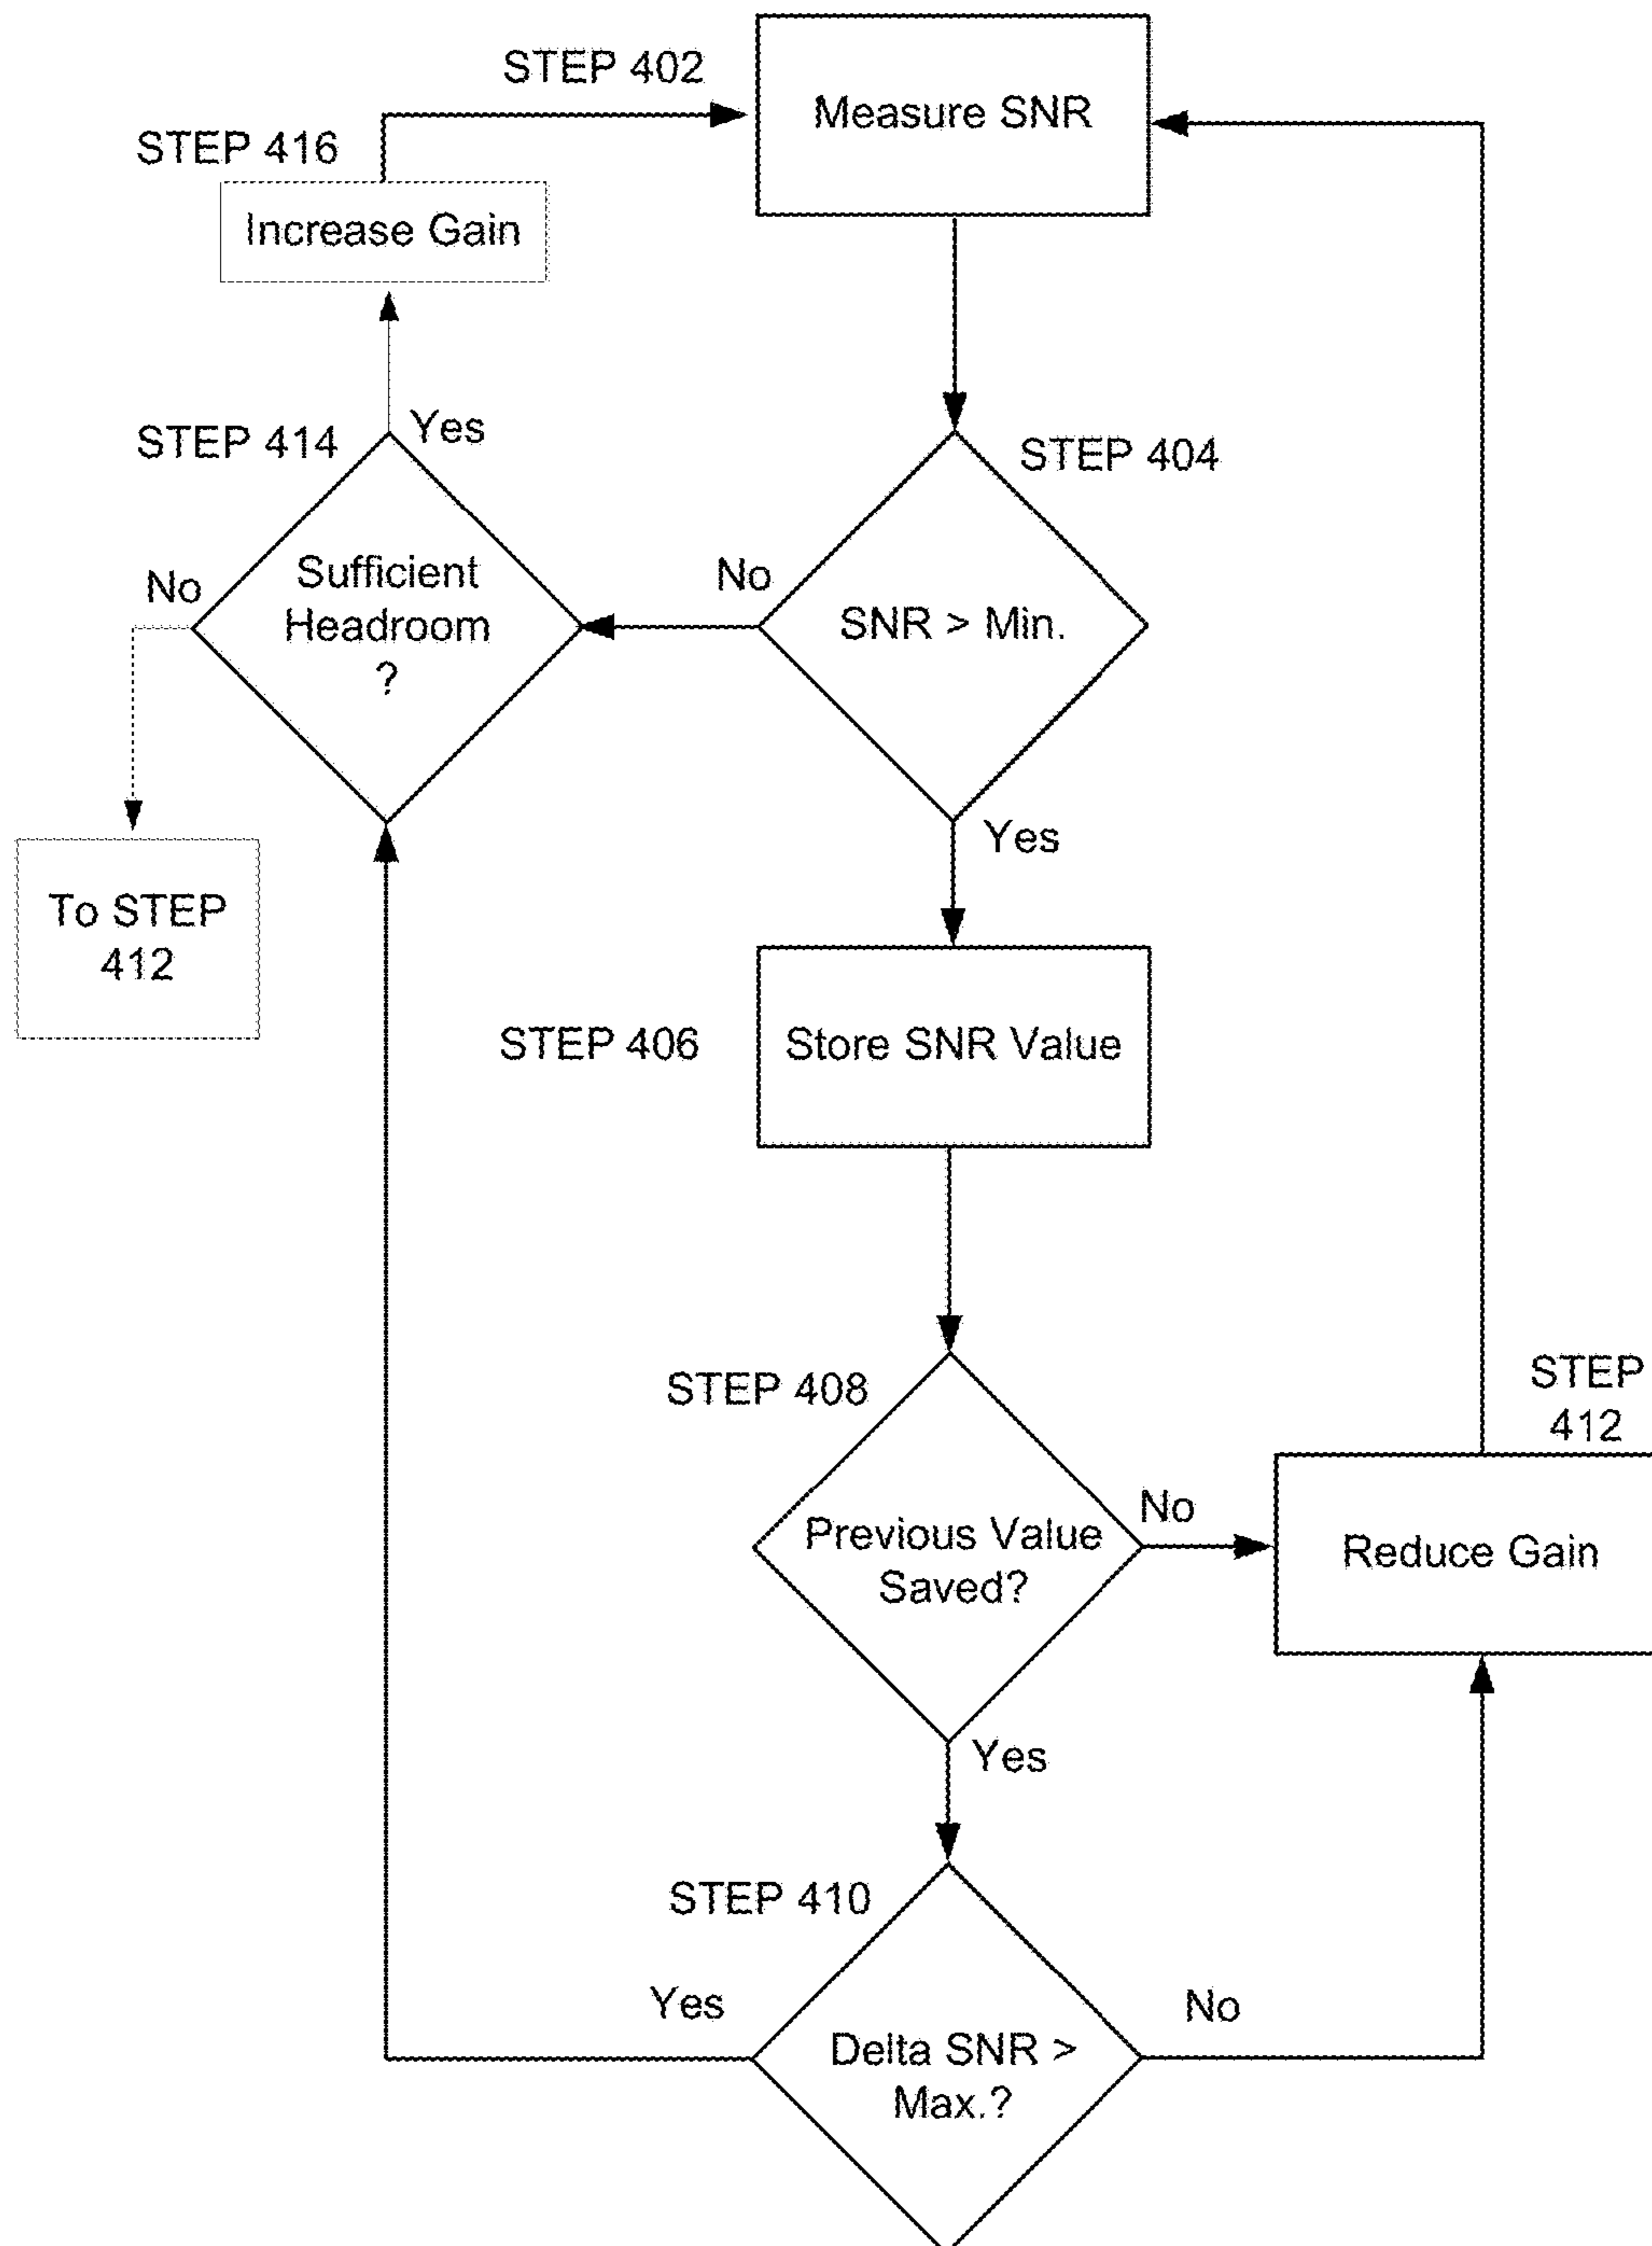 STEP 402
Measure SNR
STEP 416
Increase Gain
STEP 414
Yes
STEP 404
No
Sufficient
Headroom
?
No
SNR > Min.
Yes
To STEP
412
STEP 406
Store SNR Value
STEP 408
STEP
412
No
Previous Value
Saved?
Reduce Gain
Yes
STEP 410
Yes
No
Delta SNR >
Max.?